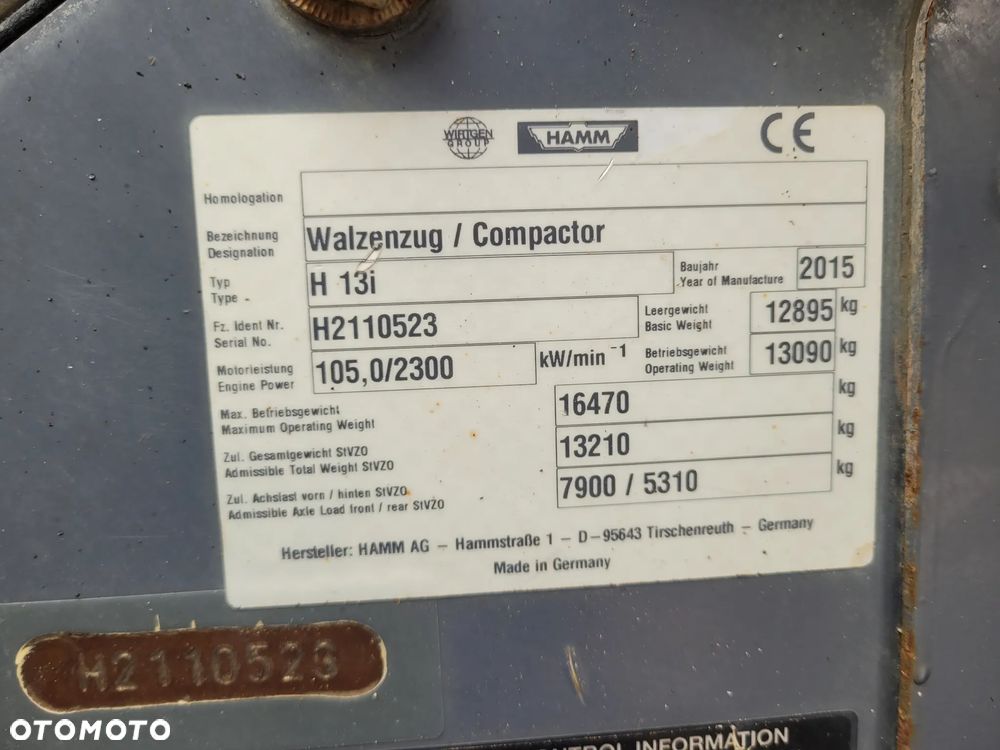 WIRTGEN GROUP
HAMM
CE
Homologation
Bezeichnung
Designation
Walzenzug / Compactor
Typ
Type
H 13i
Baujahr
Year of Manufacture
2015
Fz. Ident Nr.
Serial No.
H2110523
Leergewicht
Basic Weight
12895 kg
Motorleistung
Engine Power
105,0/2300 kW/min⁻¹
Betriebsgewicht
Operating Weight
13090 kg
Max. Betriebsgewicht
Maximum Operating Weight
16470 kg
Zul. Gesamtgewicht StVZO
Admissible Total Weight StVZO
13210 kg
Zul. Achslast vorn / hinten StVZO
Admissible Axle Load front / rear StVZO
7900 / 5310 kg
Hersteller: HAMM AG – Hammstraße 1 – D–95643 Tirschenreuth – Germany
Made in Germany
H2110523
OTOMOTO
INFORMATION